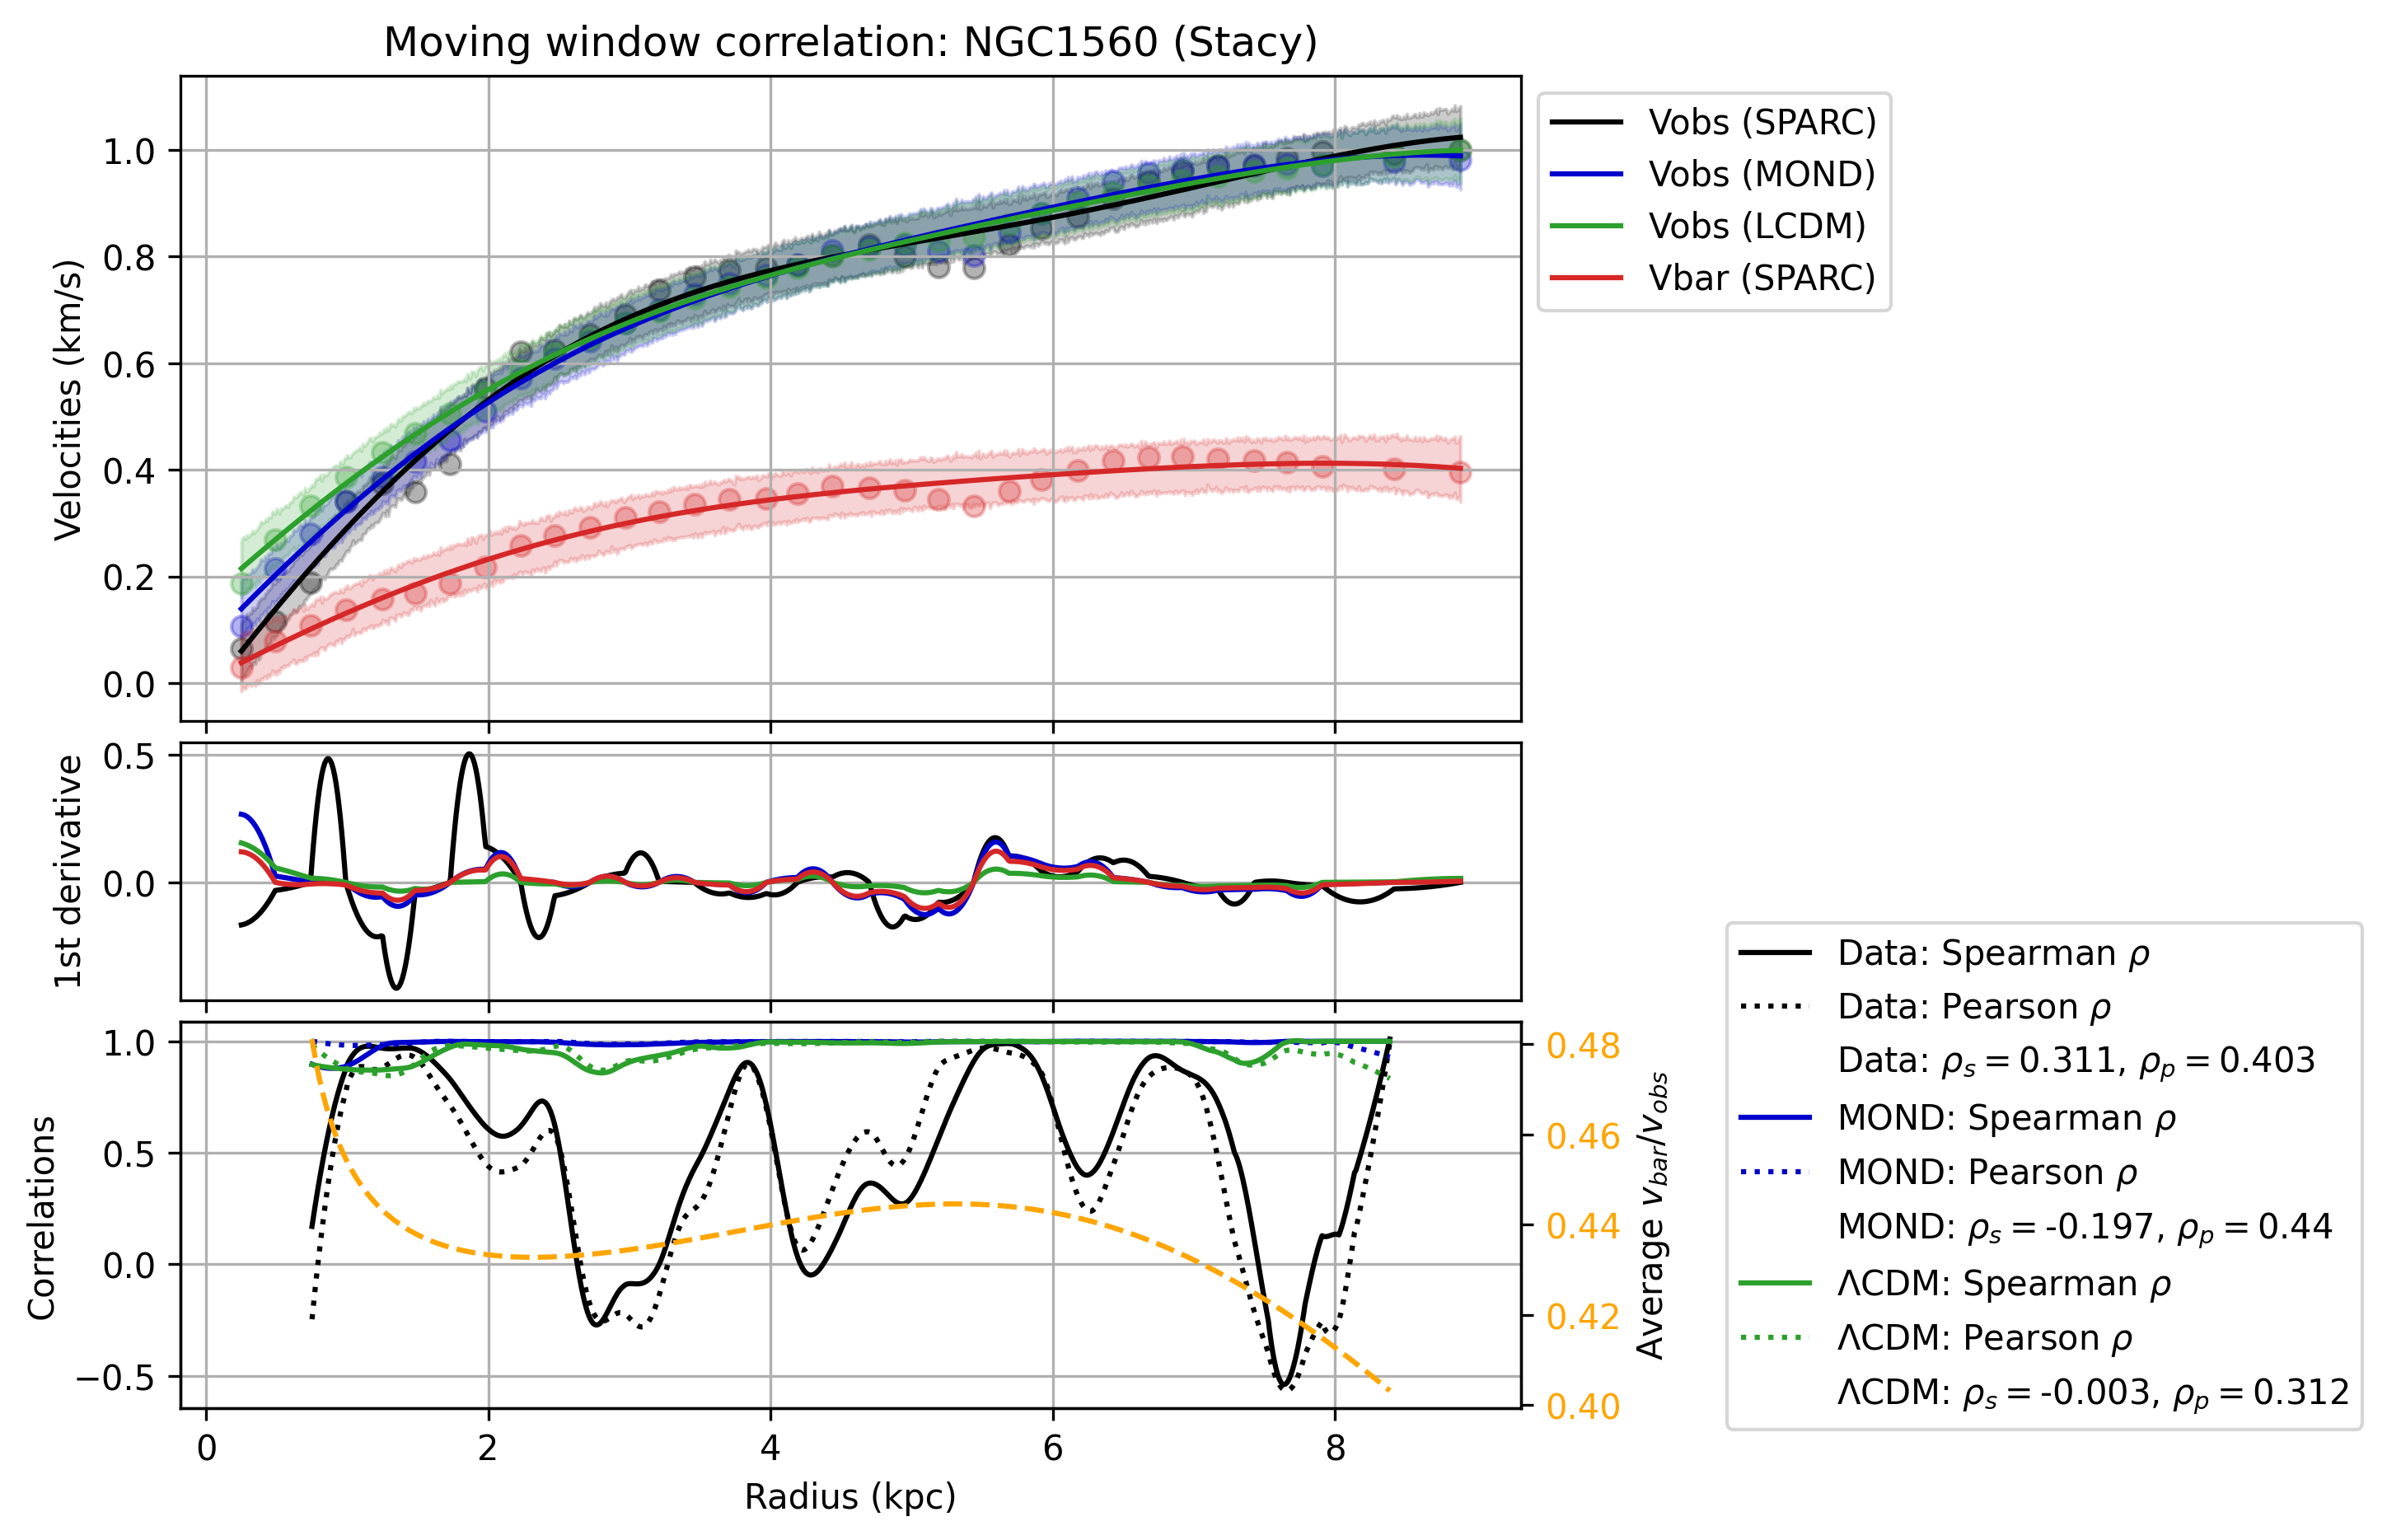 Moving window correlation: NGC1560 (Stacy)
Velocities (km/s)
1.0
0.8
0.6
0.4
0.2
0.0
Vobs (SPARC)
Vobs (MOND)
Vobs (LCDM)
Vbar (SPARC)
1st derivative
0.5
0.0
Correlations
1.0
0.5
0.0
−0.5
0.48
0.46
0.44
0.42
0.40
Average v_bar/v_obs
0 2 4 6 8
Radius (kpc)
Data: Spearman ρ
Data: Pearson ρ
Data: ρ_s = 0.311, ρ_p = 0.403
MOND: Spearman ρ
MOND: Pearson ρ
MOND: ρ_s = -0.197, ρ_p = 0.44
ΛCDM: Spearman ρ
ΛCDM: Pearson ρ
ΛCDM: ρ_s = -0.003, ρ_p = 0.312